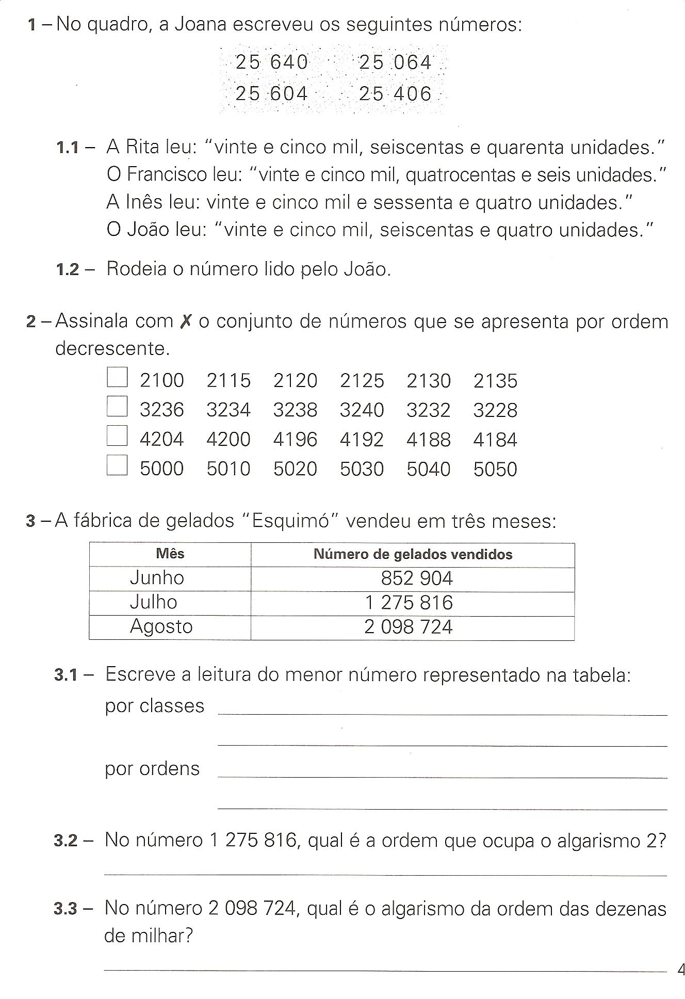 1 – No quadro, a Joana escreveu os seguintes números:
25 640 25 064
25 604 25 406
1.1 – A Rita leu: “vinte e cinco mil, seiscentas e quarenta unidades.”
O Francisco leu: “vinte e cinco mil, quatrocentas e seis unidades.”
A Inês leu: vinte e cinco mil e sessenta e quatro unidades.”
O João leu: “vinte e cinco mil, seiscentas e quatro unidades.”
1.2 – Rodeia o número lido pelo João.
2 – Assinala com ✗ o conjunto de números que se apresenta por ordem
decrescente.
2100 2115 2120 2125 2130 2135
3236 3234 3238 3240 3232 3228
4204 4200 4196 4192 4188 4184
5000 5010 5020 5030 5040 5050
3 – A fábrica de gelados “Esquimó” vendeu em três meses:
Mês Número de gelados vendidos
Junho 852 904
Julho 1 275 816
Agosto 2 098 724
3.1 – Escreve a leitura do menor número representado na tabela:
por classes
por ordens
3.2 – No número 1 275 816, qual é a ordem que ocupa o algarismo 2?
3.3 – No número 2 098 724, qual é o algarismo da ordem das dezenas
de milhar?
4